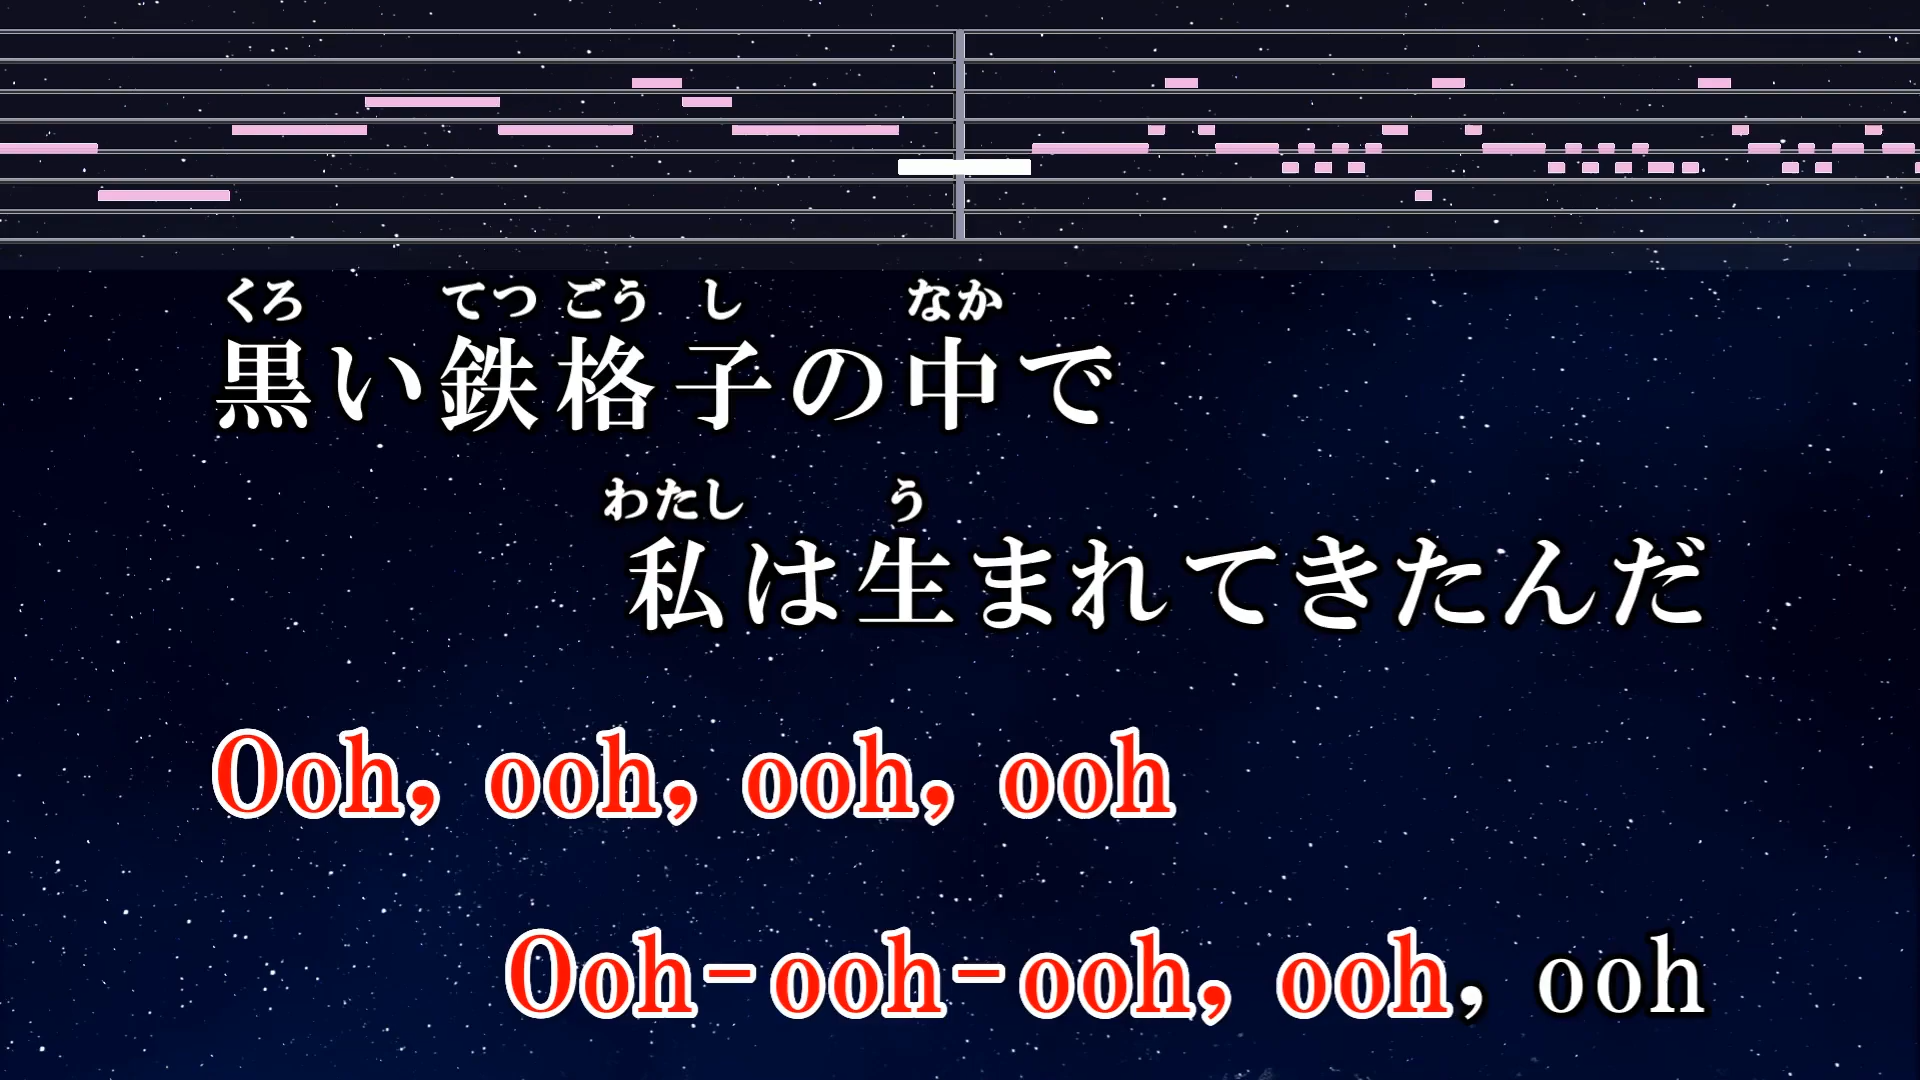 くろ てつ ごう し なか
黒い鉄格子の中で
わたし う
私は生まれてきたんだ
Ooh, ooh, ooh, ooh
Ooh-ooh-ooh, ooh, ooh